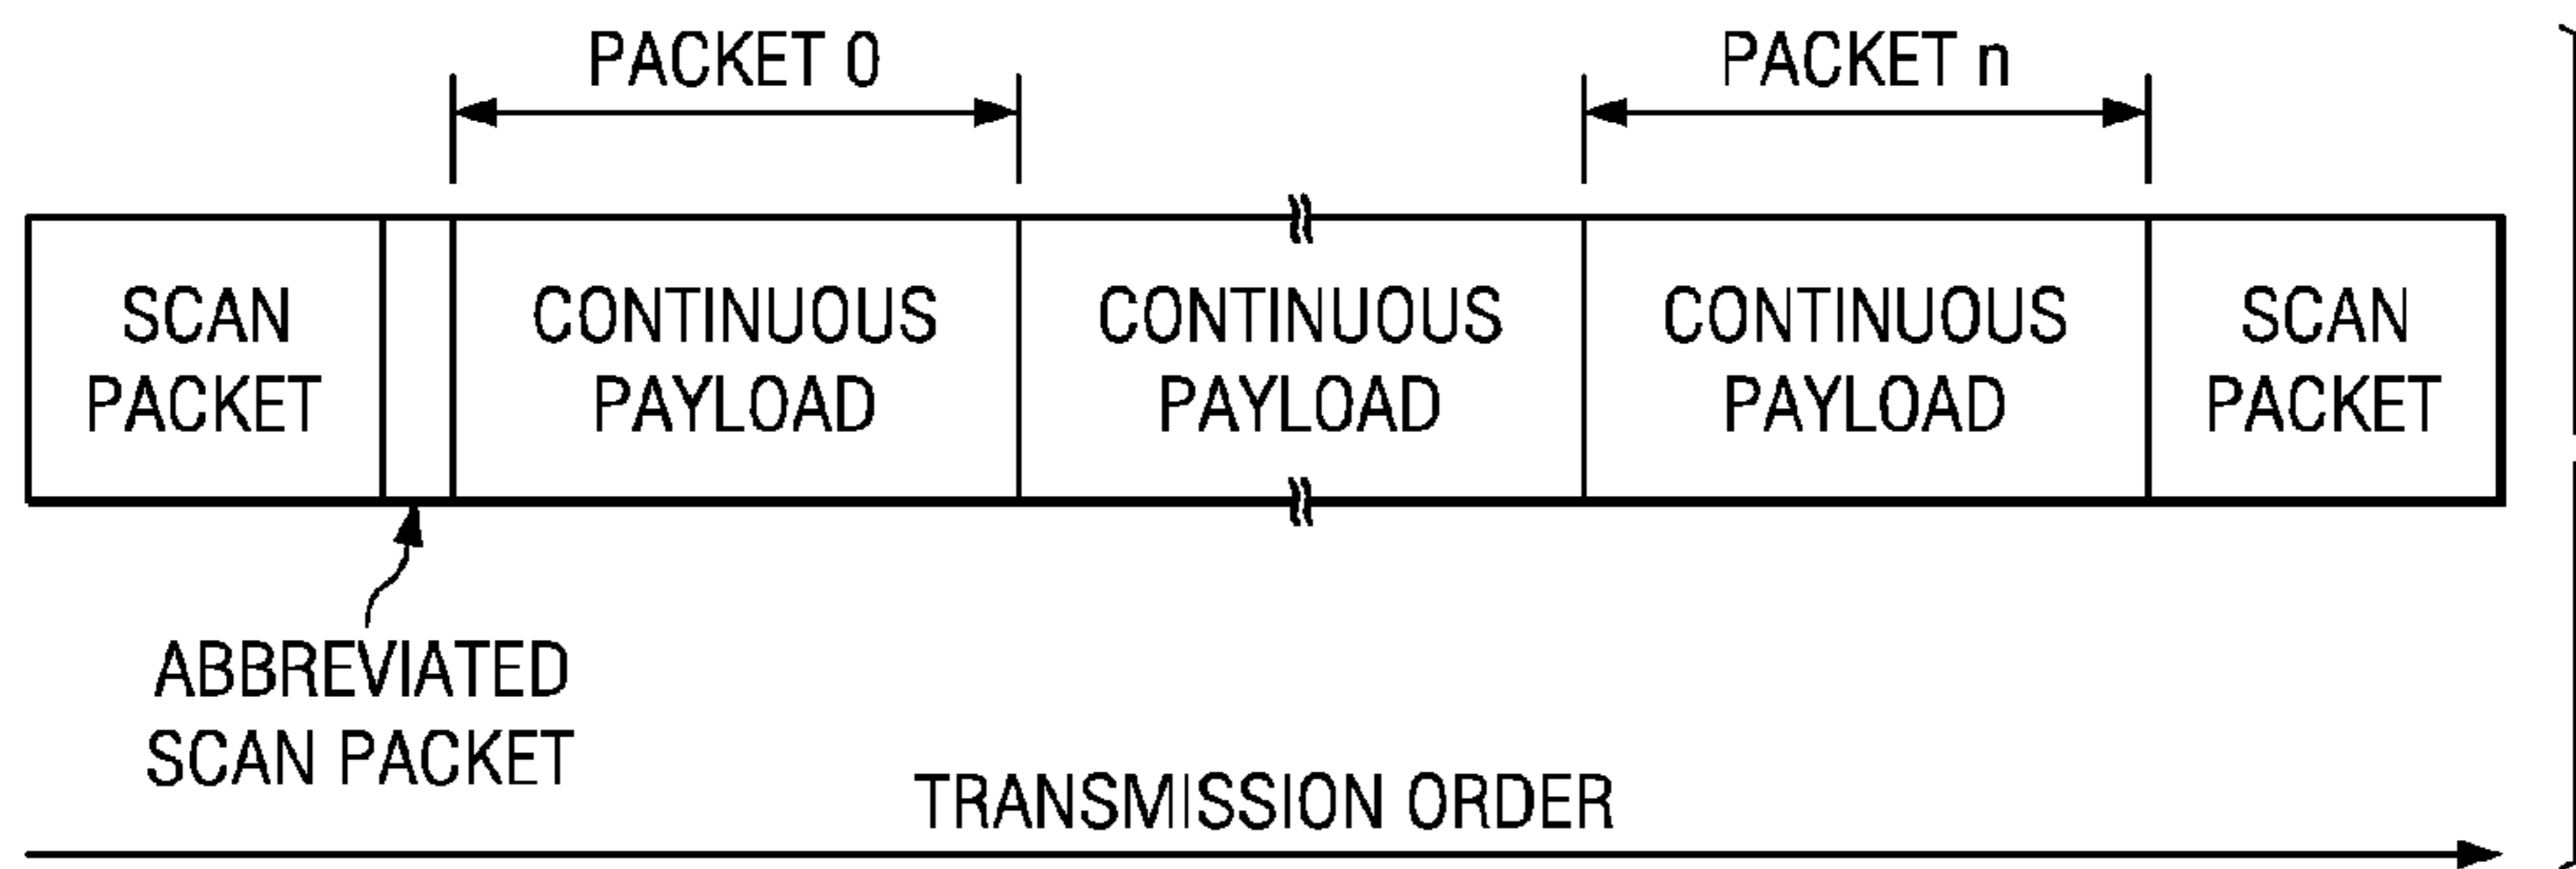 PACKET 0
PACKET n
SCAN
PACKET
CONTINUOUS
PAYLOAD
CONTINUOUS
PAYLOAD
CONTINUOUS
PAYLOAD
SCAN
PACKET
ABBREVIATED
SCAN PACKET
TRANSMISSION ORDER